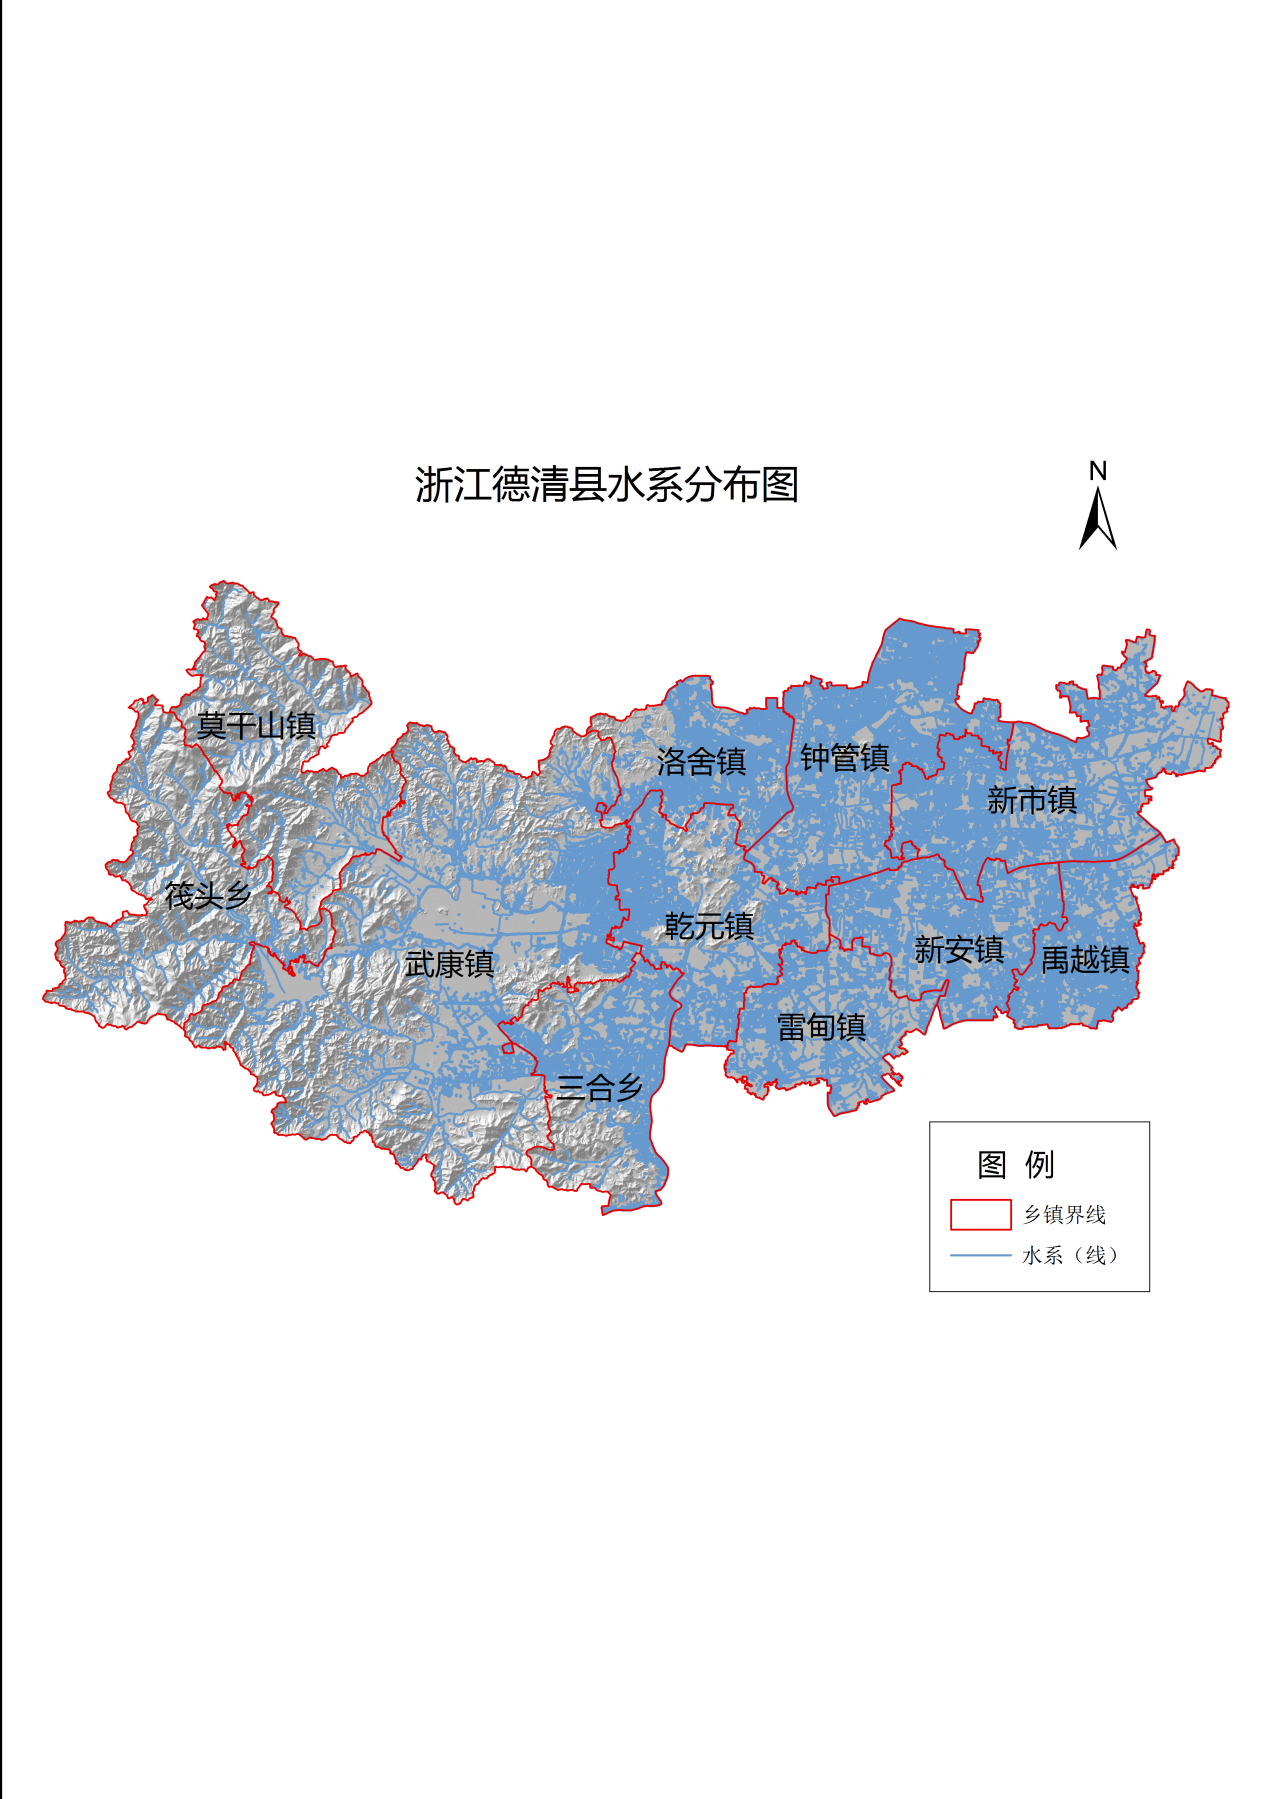 浙江德清县水系分布图
N
莫干山镇
洛舍镇
钟管镇
新市镇
筏头乡
乾元镇
武康镇
新安镇
禹越镇
雷甸镇
三合乡
图 例
乡镇界线
水系（线）